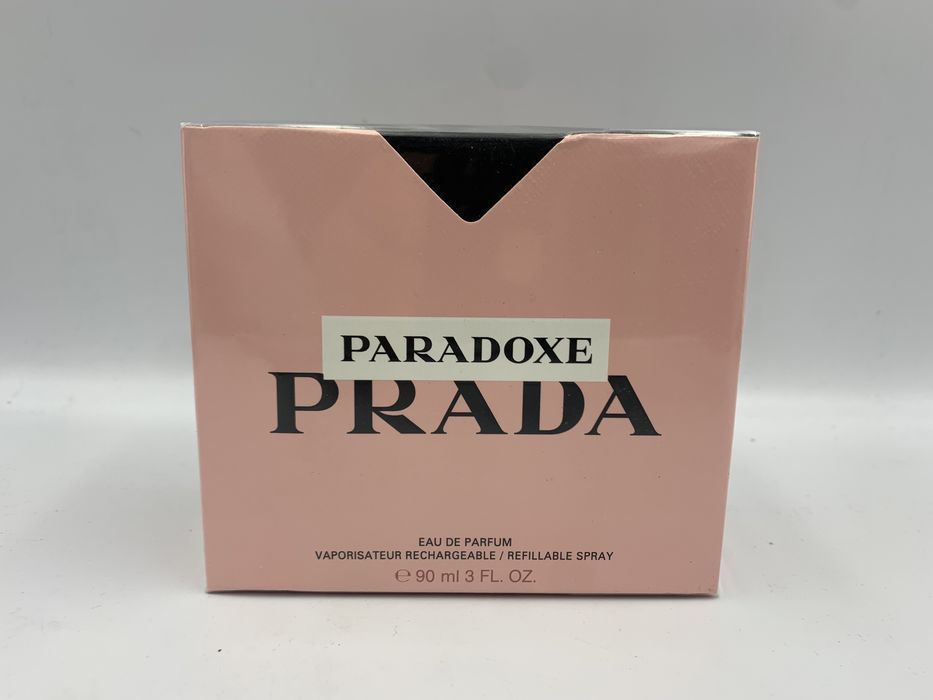 PARADOXE
PRADA
EAU DE PARFUM
VAPORISATEUR RECHARGEABLE / REFILLABLE SPRAY
℮ 90 ml 3 FL. OZ.